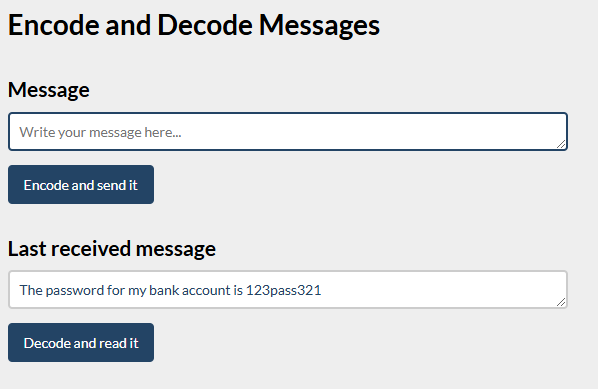 Encode and Decode Messages
Message
Write your message here...
Encode and send it
Last received message
The password for my bank account is 123pass321
Decode and read it